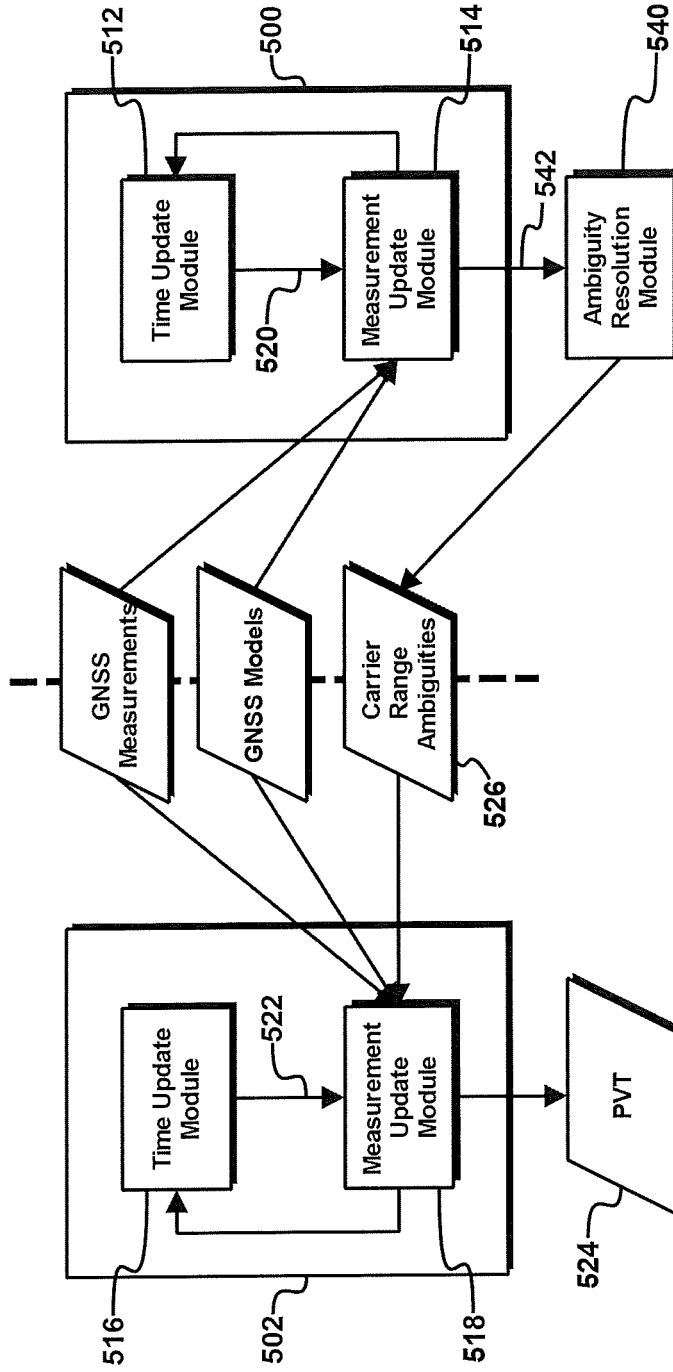 512
500
514
540
Time Update
Module
520
Measurement
Update
Module
542
Ambiguity
Resolution
Module
GNSS
Measurements
GNSS Models
Carrier
Range
Ambiguities
526
Time Update
Module
522
Measurement
Update
Module
PVT
524
516
502
518